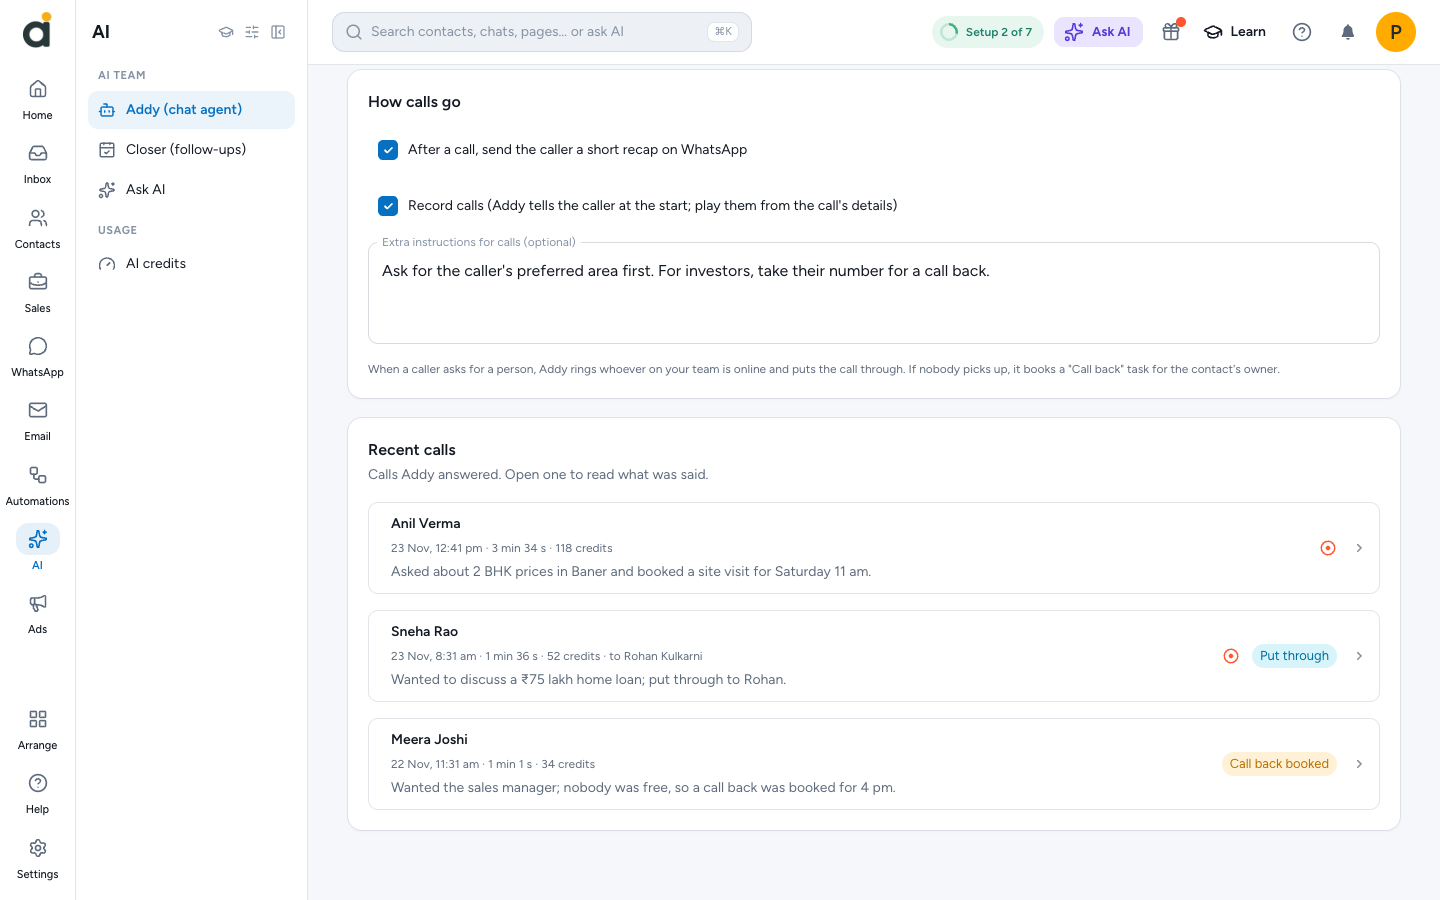 AI
Search contacts, chats, pages... or ask AI
⌘K
Setup 2 of 7
Ask AI
Learn
P
Home
Inbox
Contacts
Sales
WhatsApp
Email
Automations
AI
Ads
Arrange
Help
Settings
AI TEAM
Addy (chat agent)
Closer (follow-ups)
Ask AI
USAGE
AI credits
How calls go
After a call, send the caller a short recap on WhatsApp
Record calls (Addy tells the caller at the start; play them from the call's details)
Extra instructions for calls (optional)
Ask for the caller's preferred area first. For investors, take their number for a call back.
When a caller asks for a person, Addy rings whoever on your team is online and puts the call through. If nobody picks up, it books a "Call back" task for the contact's owner.
Recent calls
Calls Addy answered. Open one to read what was said.
Anil Verma
23 Nov, 12:41 pm · 3 min 34 s · 118 credits
Asked about 2 BHK prices in Baner and booked a site visit for Saturday 11 am.
Sneha Rao
23 Nov, 8:31 am · 1 min 36 s · 52 credits · to Rohan Kulkarni
Put through
Wanted to discuss a ₹75 lakh home loan; put through to Rohan.
Meera Joshi
22 Nov, 11:31 am · 1 min 1 s · 34 credits
Call back booked
Wanted the sales manager; nobody was free, so a call back was booked for 4 pm.